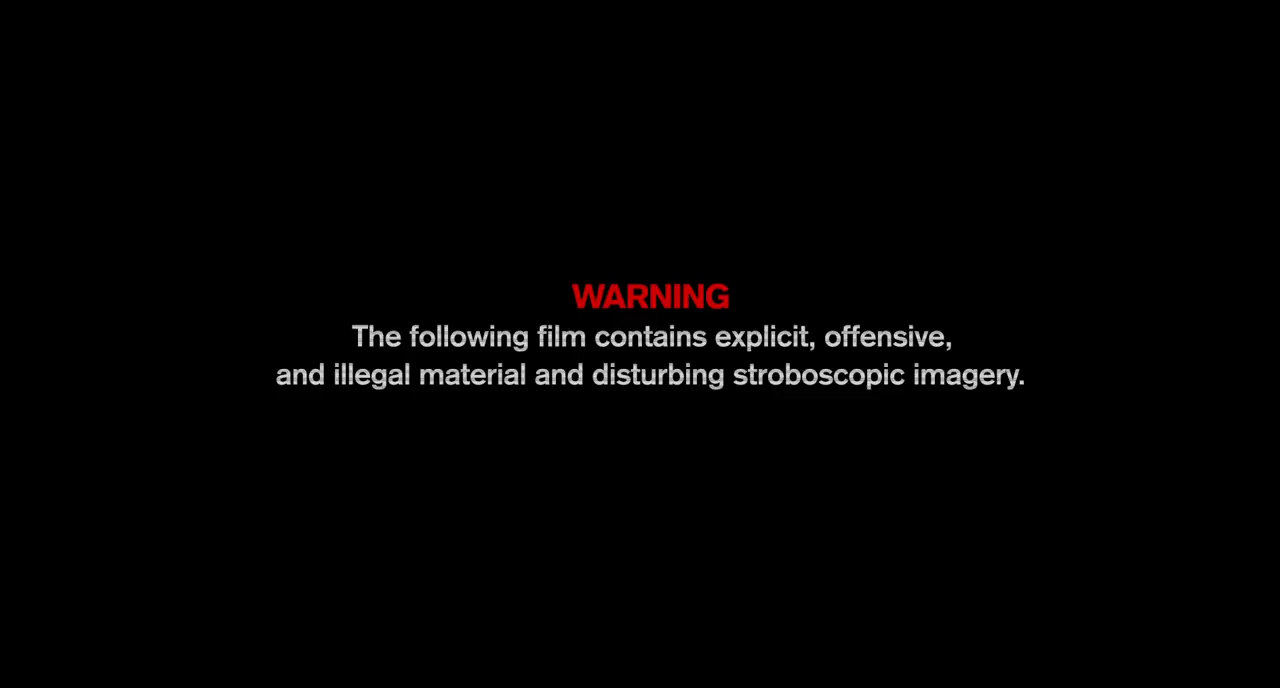 WARNING
The following film contains explicit, offensive,
and illegal material and disturbing stroboscopic imagery.